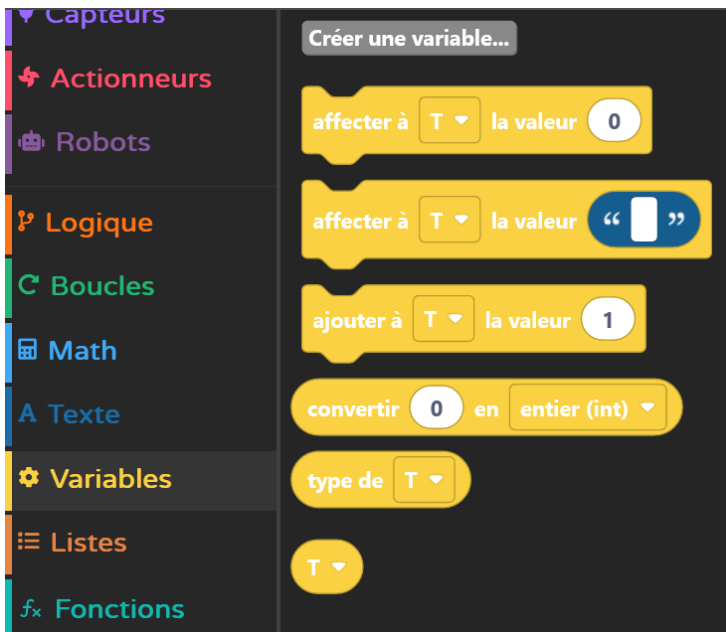 Capteurs
Actionneurs
Robots
Logique
Boucles
Math
Texte
Variables
Listes
Fonctions
Créer une variable...
affecter à T la valeur 0
affecter à T la valeur “ ”
ajouter à T la valeur 1
convertir 0 en entier (int)
type de T
T